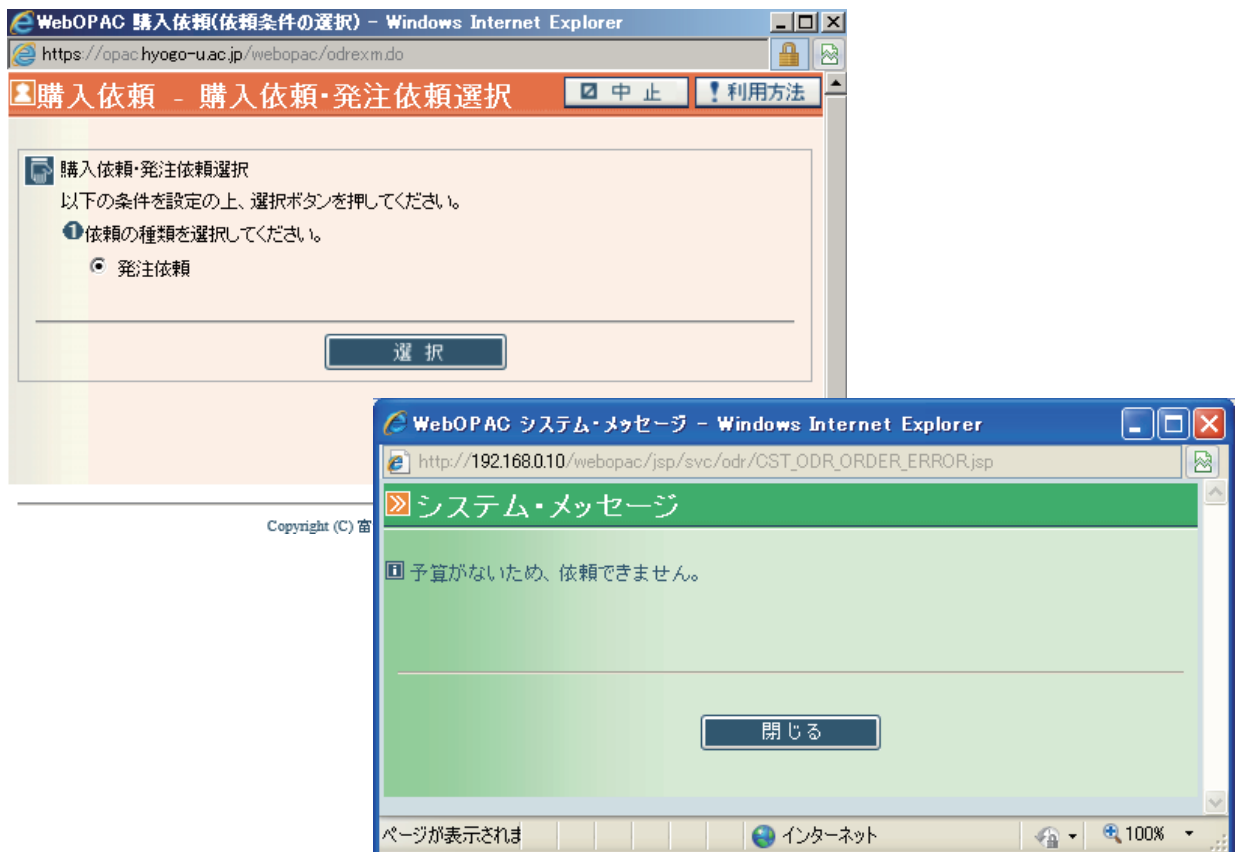 WebOPAC 購入依頼(依頼条件の選択) - Windows Internet Explorer
https://opac.hyogo-u.ac.jp/webopac/odrexm.do
購入依頼 - 購入依頼・発注依頼選択
中 止
利用方法
購入依頼・発注依頼選択
以下の条件を設定の上、選択ボタンを押してください。
1依頼の種類を選択してください。
発注依頼
選 択
Copyright (C) 富
WebOPAC システム・メッセージ - Windows Internet Explorer
http://192.168.0.10/webopac/jsp/svc/odr/CST_ODR_ORDER_ERROR.jsp
システム・メッセージ
予算がないため、依頼できません。
閉じる
ページが表示されま
インターネット
100%